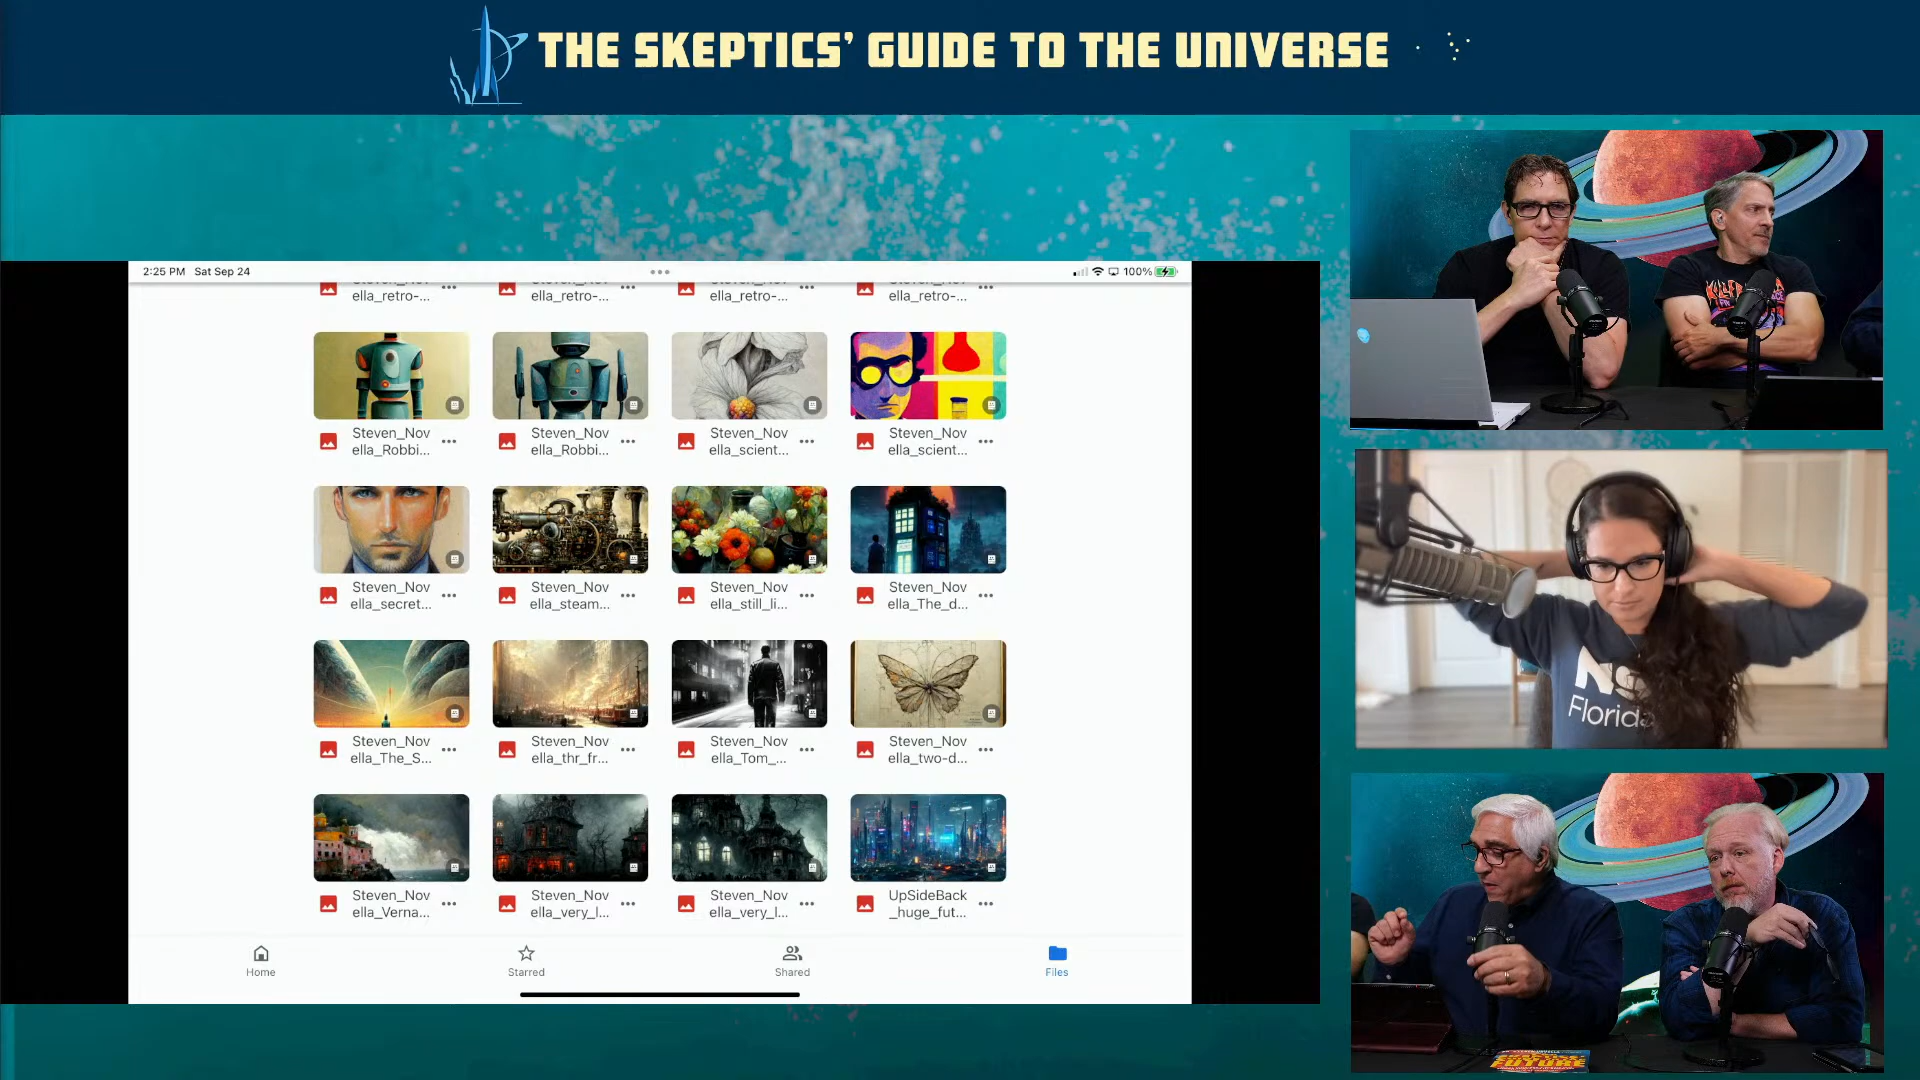 THE SKEPTICS' GUIDE TO THE UNIVERSE
2:25 PM Sat Sep 24
100%
ella_retro-...
ella_retro-...
ella_retro-...
ella_retro-...
Steven_Nov
ella_Robbi...
Steven_Nov
ella_Robbi...
Steven_Nov
ella_scient...
Steven_Nov
ella_scient...
Steven_Nov
ella_secret...
Steven_Nov
ella_steam...
Steven_Nov
ella_still_li...
Steven_Nov
ella_The_d...
Steven_Nov
ella_The_S...
Steven_Nov
ella_thr_fr...
Steven_Nov
ella_Tom_...
Steven_Nov
ella_two-d...
Steven_Nov
ella_Verna...
Steven_Nov
ella_very_l...
Steven_Nov
ella_very_l...
UpSideBack
_huge_fut...
Home
Starred
Shared
Files
Florida
FUTURE